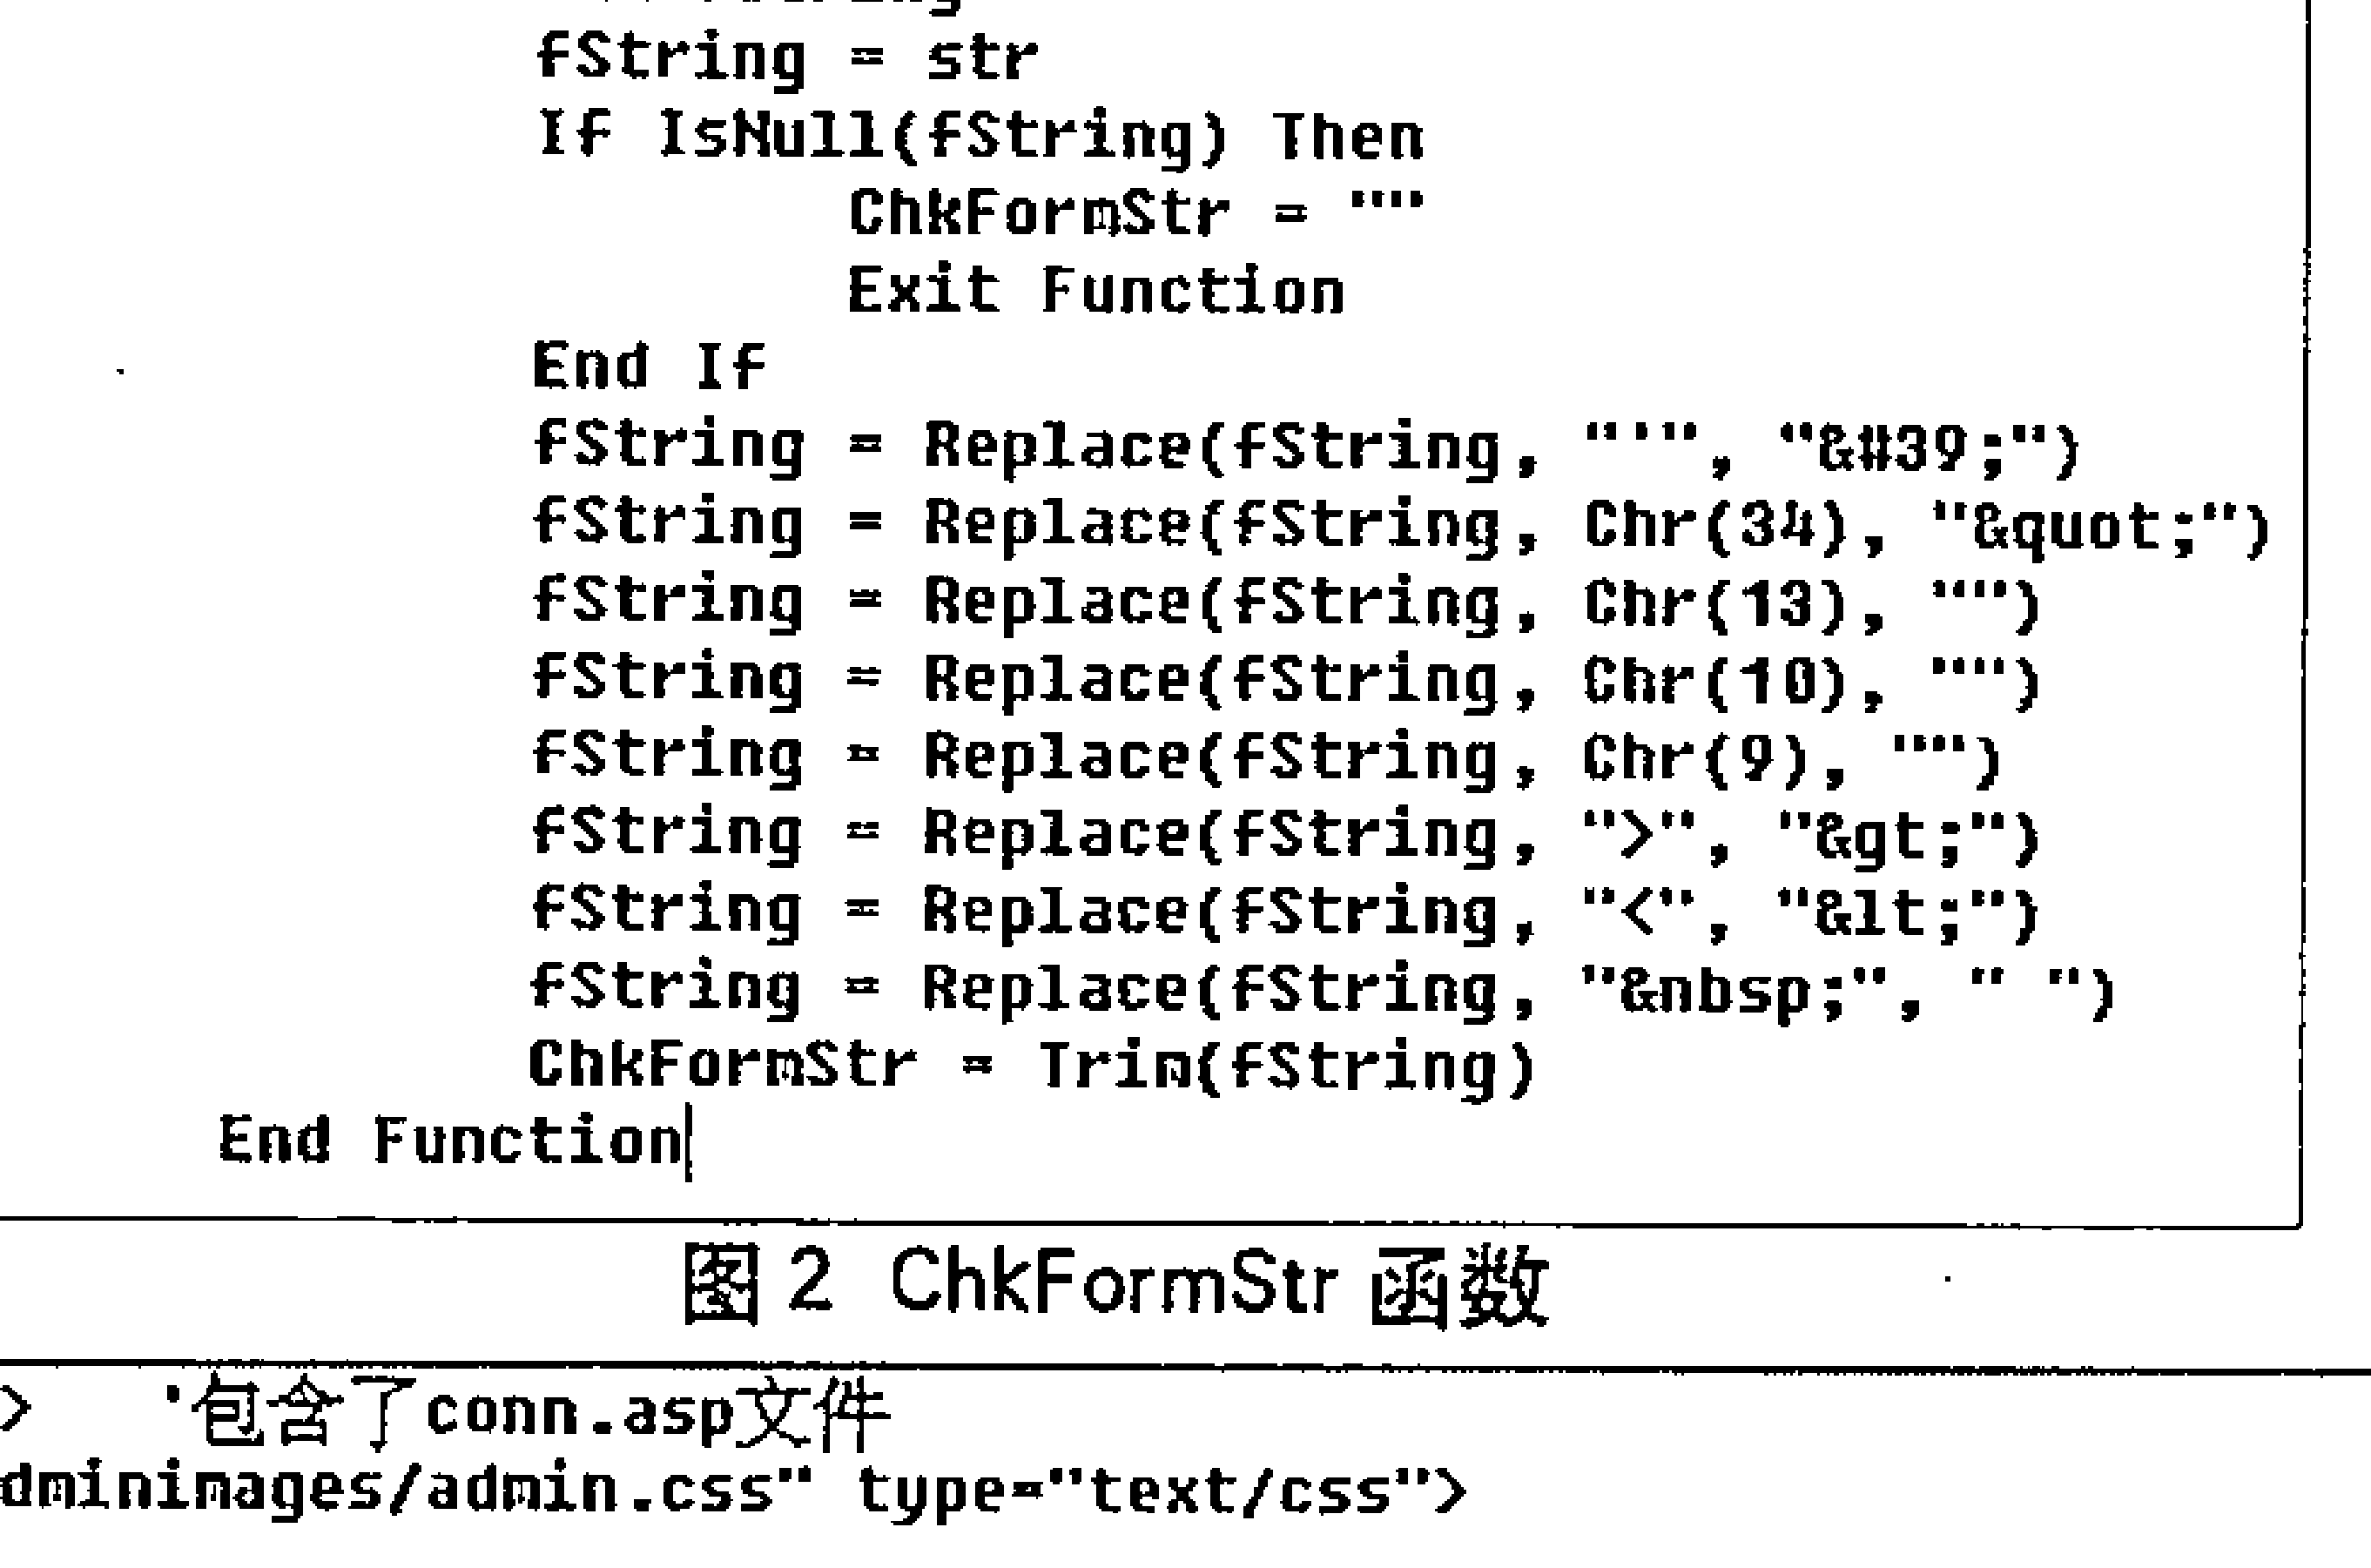 fString = str
If IsNull(fString) Then
ChkFormStr = ""
Exit Function
End If
fString = Replace(fString, "'", "&#39;")
fString = Replace(fString, Chr(34), "&quot;")
fString = Replace(fString, Chr(13), "")
fString = Replace(fString, Chr(10), "")
fString = Replace(fString, Chr(9), "")
fString = Replace(fString, ">", "&gt;")
fString = Replace(fString, "<", "&lt;")
fString = Replace(fString, "&nbsp;", " ")
ChkFormStr = Trim(fString)
End Function
图 2 ChkFormStr 函数
> '包含了conn.asp文件
dminimages/admin.css" type="text/css">